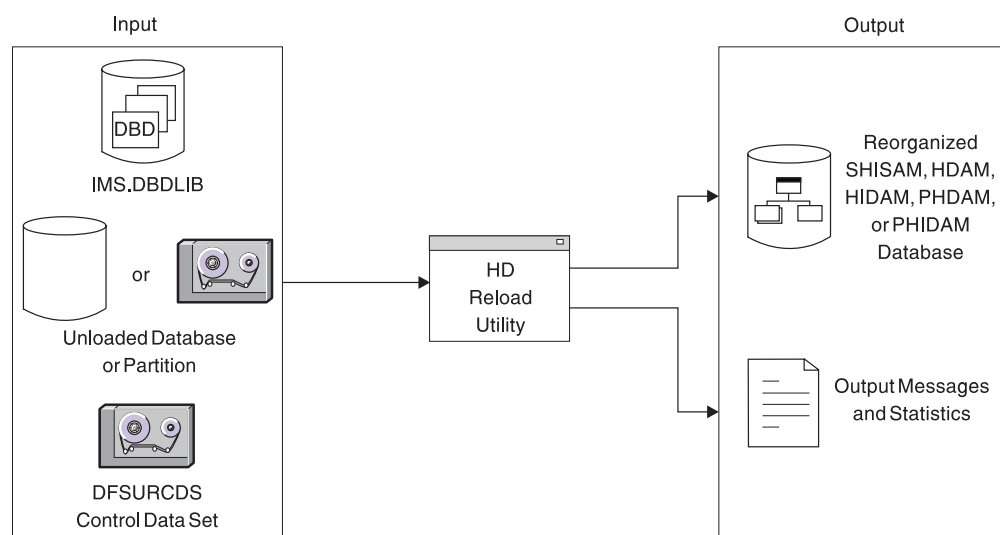 Input
DBD
IMS.DBDLIB
or
Unloaded Database
or Partition
DFSURCDS
Control Data Set
HD
Reload
Utility
Output
Reorganized
SHISAM, HDAM,
HIDAM, PHDAM,
or PHIDAM
Database
Output Messages
and Statistics